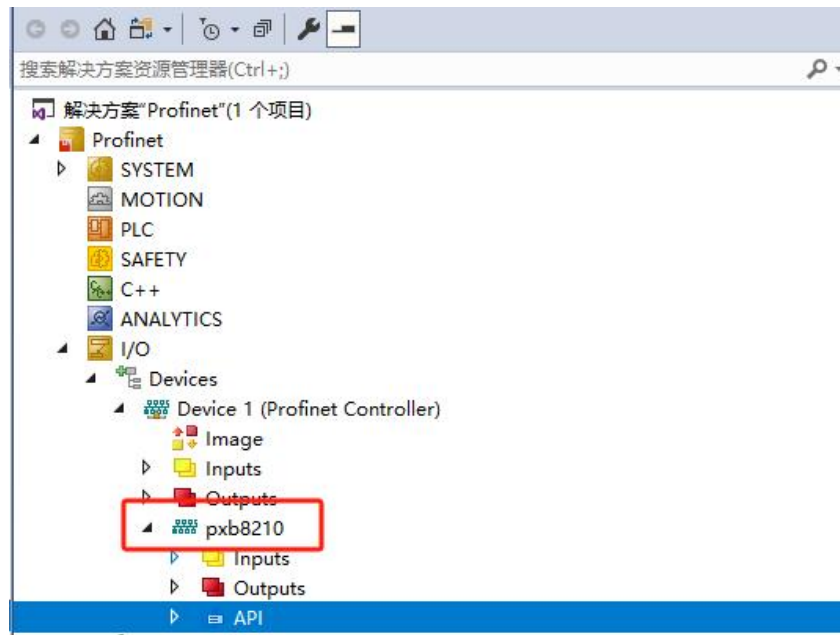 搜索解决方案资源管理器(Ctrl+;)
解决方案"Profinet"(1 个项目)
Profinet
SYSTEM
MOTION
PLC
SAFETY
C++
ANALYTICS
I/O
Devices
Device 1 (Profinet Controller)
Image
Inputs
Outputs
pxb8210
Inputs
Outputs
API